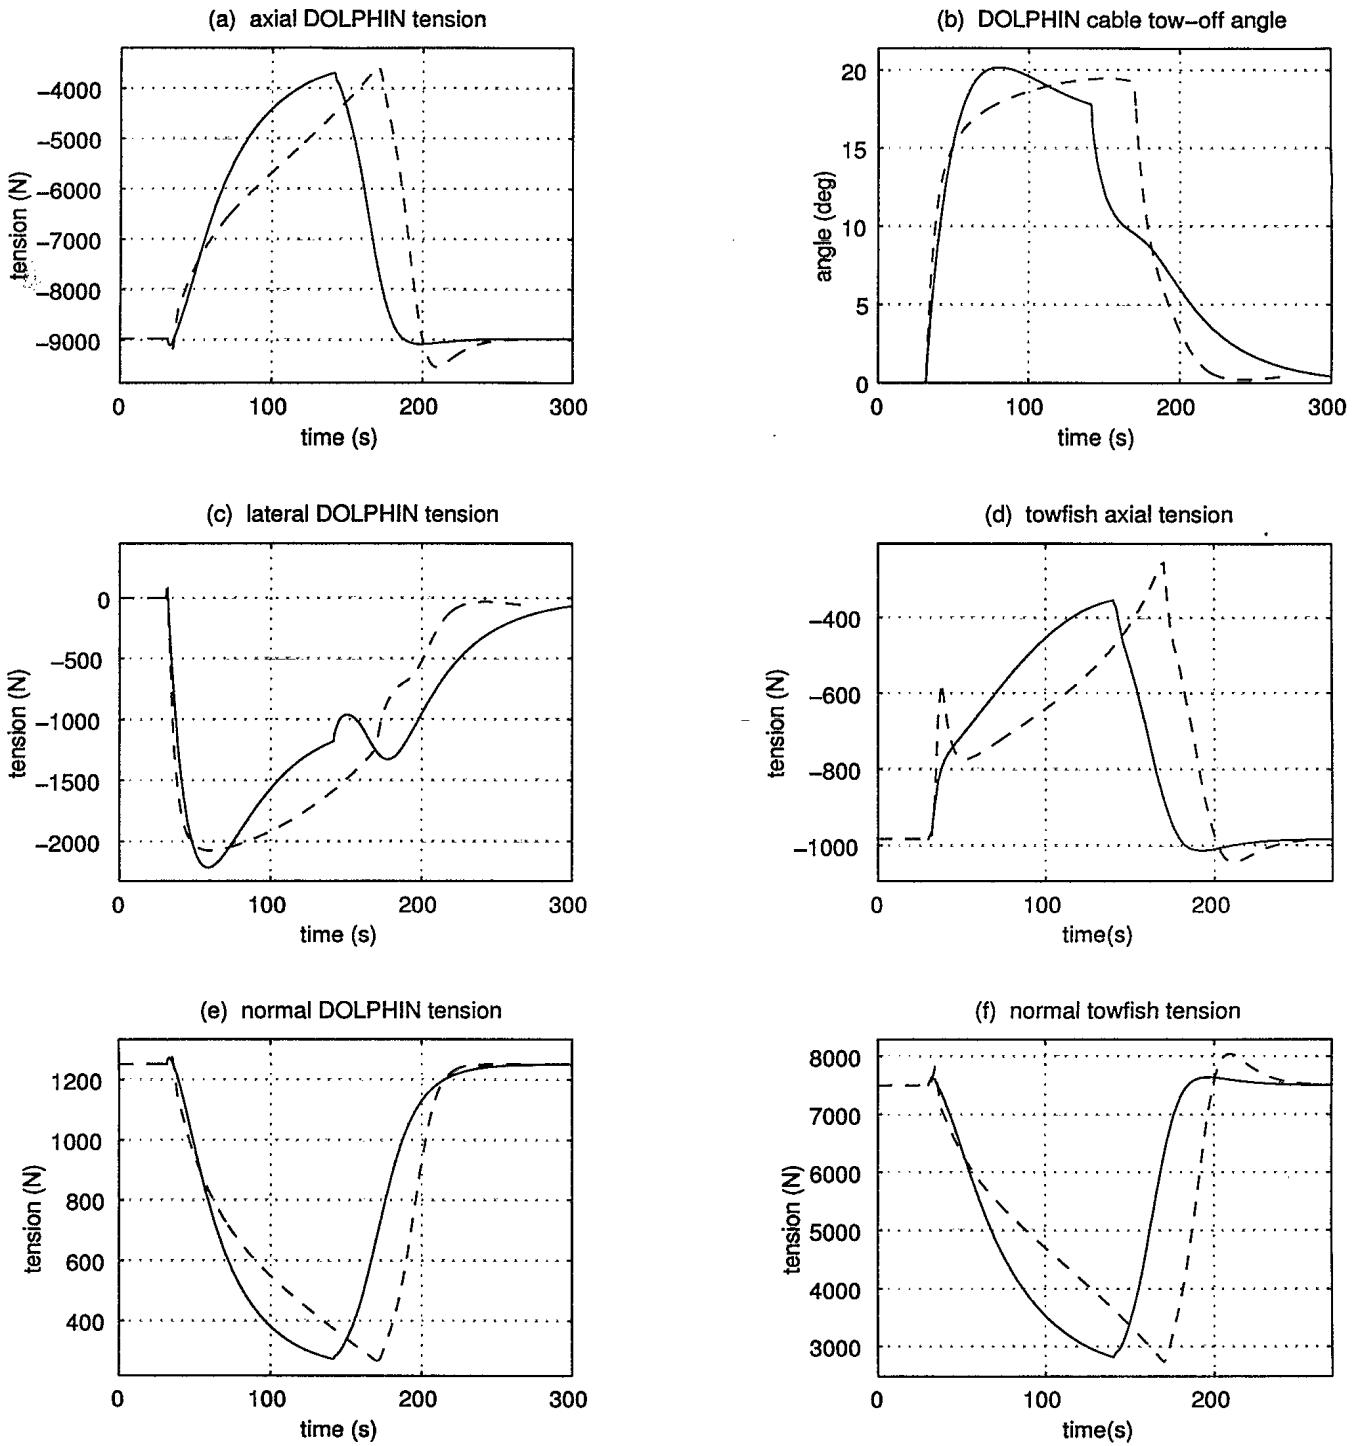 (a) axial DOLPHIN tension
−4000
−5000
−6000
−7000
−8000
−9000
tension (N)
0 100 200 300
time (s)
(b) DOLPHIN cable tow−off angle
20
15
10
5
0
angle (deg)
0 100 200 300
time (s)
(c) lateral DOLPHIN tension
0
−500
−1000
−1500
−2000
tension (N)
0 100 200 300
time (s)
(d) towfish axial tension
−400
−600
−800
−1000
tension (N)
0 100 200
time(s)
(e) normal DOLPHIN tension
1200
1000
800
600
400
tension (N)
0 100 200 300
time (s)
(f) normal towfish tension
8000
7000
6000
5000
4000
3000
tension (N)
0 100 200
time(s)